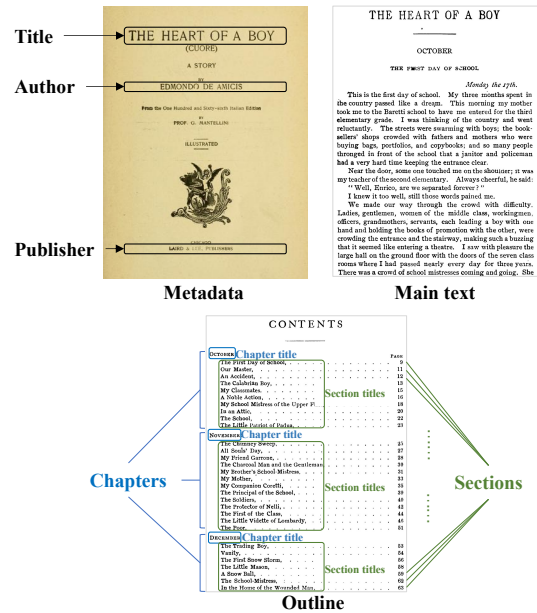 Title
THE HEART OF A BOY
(CUORE)
A STORY
BY
Author
EDMONDO DE AMICIS
From the One Hundred and Sixty-sixth Italian Edition
BY
PROF. G. MANTELLINI
ILLUSTRATED
Publisher
LAIRD & LEE, PUBLISHERS
Metadata
THE HEART OF A BOY
OCTOBER
THE FIRST DAY OF SCHOOL
Monday the 17th.
This is the first day of school. My three months spent in
the country passed like a dream. This morning my mother
took me to the Baretti school to have me entered for the third
elementary grade. I was thinking of the country and went
reluctantly. The streets were swarming with boys; the book-
sellers' shops crowded with fathers and mothers who were
buying bags, portfolios, and copybooks; and so many people
thronged in front of the school that a janitor and policeman
had a very hard time keeping the entrance clear.
Near the door, some one touched me on the shoulder; it was
my teacher of the second elementary. Always cheerful, he said:
"Well, Enrico, are we separated forever?"
I knew it too well, still those words pained me.
We made our way through the crowd with difficulty.
Ladies, gentlemen, women of the middle class, workingmen,
officers, grandmothers, servants, each leading a boy with one
hand and holding the books of promotion with the other, were
crowding the entrance and the stairway, making such a buzzing
that it seemed like entering a theatre. I saw with pleasure the
large hall on the ground floor with the doors of the seven class
rooms where I had passed nearly every day for three years.
There was a crowd of school mistresses coming and going. She
Main text
CONTENTS
OCTOBER Chapter title
PAGE
The First Day of School, 9
Our Master, 11
An Accident, 12
The Calabrian Boy, 13
My Classmates, 15
A Noble Action, 16
My School Mistress of the Upper Fl 18
In an Attic, 20
The School, 22
The Little Patriot of Padua, 23
Section titles
NOVEMBER Chapter title
The Chimney Sweep, 25
All Souls' Day, 27
My Friend Garrone, 28
The Charcoal Man and the Gentleman 30
My Brother's School-Mistress, 31
My Mother, 33
My Companion Coretti, 35
The Principal of the School, 39
The Soldiers, 40
The Protector of Nelli, 42
The First of the Class, 44
The Little Vidette of Lombardy, 46
The Poor, 51
Section titles
Chapters
Sections
DECEMBER Chapter title
The Trading Boy, 53
Vanity, 54
The First Snow Storm, 56
The Little Mason, 58
A Snow Ball, 59
The School-Mistress, 62
In the Home of the Wounded Man, 63
Section titles
Outline